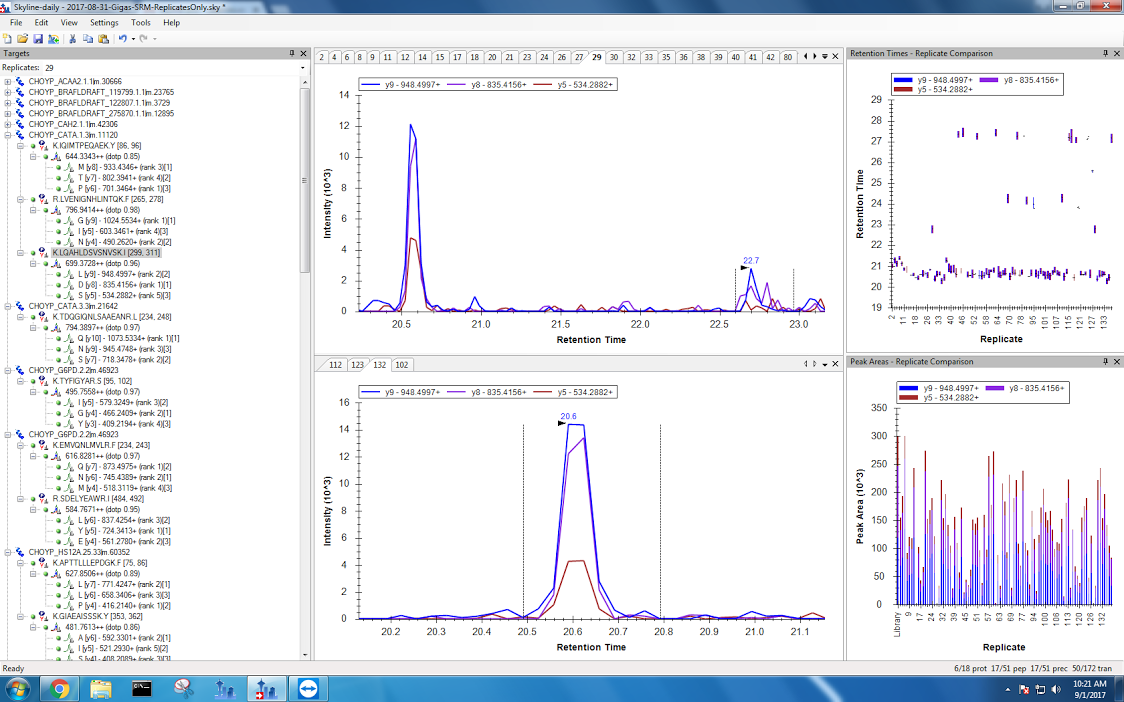 Skyline-daily - 2017-08-31-Gigas-SRM-ReplicatesOnly.sky *
File Edit View Settings Tools Help
Targets
Replicates: 29
CHOYP_ACAA2.1.1|m.30666
CHOYP_BRAFLDRAFT_119799.1.1|m.23765
CHOYP_BRAFLDRAFT_122807.1.1|m.3729
CHOYP_BRAFLDRAFT_275870.1.1|m.12895
CHOYP_CAH2.1.1|m.42306
CHOYP_CATA.1.3|m.11120
K.IQIMTPEQAEK.Y [86, 96]
644.3343++ (dotp 0.85)
M [y8] - 933.4346+ (rank 3)[1]
T [y7] - 802.3941+ (rank 4)[2]
P [y6] - 701.3464+ (rank 1)[3]
R.LVENIGNHLINTQK.F [265, 278]
796.9414++ (dotp 0.98)
G [y9] - 1024.5534+ (rank 1)[1]
I [y5] - 603.3461+ (rank 4)[3]
N [y4] - 490.2620+ (rank 2)[2]
K.LQAHLDSVSNVSK.I [299, 311]
699.3728++ (dotp 0.96)
L [y9] - 948.4997+ (rank 2)[2]
D [y8] - 835.4156+ (rank 1)[1]
S [y5] - 534.2882+ (rank 5)[3]
CHOYP_CATA.3.3|m.21642
K.TDQGIQNLSAAEANR.L [234, 248]
794.3897++ (dotp 0.97)
Q [y10] - 1073.5334+ (rank 1)[1]
N [y9] - 945.4748+ (rank 3)[3]
S [y7] - 718.3478+ (rank 2)[2]
CHOYP_G6PD.2.2|m.46923
K.TYFIGYAR.S [95, 102]
495.7558++ (dotp 0.97)
I [y5] - 579.3249+ (rank 3)[2]
G [y4] - 466.2409+ (rank 2)[1]
Y [y3] - 409.2194+ (rank 4)[3]
CHOYP_G6PD.2.2|m.46923
K.EMVQNLMVLR.F [234, 243]
616.8281++ (dotp 0.97)
Q [y7] - 873.4975+ (rank 1)[2]
N [y6] - 745.4389+ (rank 2)[1]
M [y4] - 518.3119+ (rank 4)[3]
R.SDELYEAWR.I [484, 492]
584.7671++ (dotp 0.95)
L [y6] - 837.4254+ (rank 3)[2]
Y [y5] - 724.3413+ (rank 1)[1]
E [y4] - 561.2780+ (rank 2)[3]
CHOYP_HS12A.25.33|m.60352
K.APTTLLLEPDGK.F [75, 86]
627.8506++ (dotp 0.89)
L [y7] - 771.4247+ (rank 2)[1]
L [y6] - 658.3406+ (rank 3)[3]
P [y4] - 416.2140+ (rank 1)[2]
K.GIAEAISSSK.Y [353, 362]
481.7613++ (dotp 0.86)
A [y6] - 592.3301+ (rank 2)[1]
I [y5] - 521.2930+ (rank 5)[2]
S [y4] - 408.2089+ (rank 3)[3]
2 4 6 8 9 11 12 14 15 17 18 20 21 23 24 26 27 29 30 32 33 35 36 38 39 40 41 42 80
y9 - 948.4997+ y8 - 835.4156+ y5 - 534.2882+
14
12
10
8
6
4
2
0
Intensity (10^3)
22.7
20.5 21.0 21.5 22.0 22.5 23.0
Retention Time
112 123 132 102
y9 - 948.4997+ y8 - 835.4156+ y5 - 534.2882+
16
14
12
10
8
6
4
2
0
Intensity (10^3)
20.6
20.2 20.3 20.4 20.5 20.6 20.7 20.8 20.9 21.0 21.1
Retention Time
Retention Times - Replicate Comparison
y9 - 948.4997+ y8 - 835.4156+
y5 - 534.2882+
29
28
27
26
25
24
23
22
21
20
19
Retention Time
2 11 18 26 33 40 46 52 58 64 70 78 85 95 101 107 115 121 127 133
Replicate
Peak Areas - Replicate Comparison
y9 - 948.4997+ y8 - 835.4156+
y5 - 534.2882+
350
300
250
200
150
100
50
0
Peak Area (10^3)
Library 9 17 24 32 39 45 51 57 63 69 77 84 94 100 106 114 120 126 132
Replicate
Ready
6/18 prot 17/51 pep 17/51 prec 50/172 tran
10:21 AM
9/1/2017